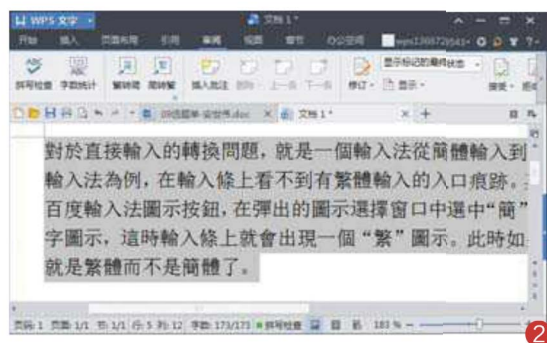 WPS 文字
文档 1 *
开始 插入 页面布局 引用 审阅 视图 章节 办公空间
显示标记的最终状态
拼写检查 字数统计 插入批注 上一条 下一条 修订 显示 接受
文档 1 *
對於直接輸入的轉換問題，就是一個輸入法從簡體輸入到
輸入法為例，在輸入條上看不到有繁體輸入的入口痕跡。
百度輸入法圖示按鈕，在彈出的圖示選擇窗口中選中“簡”
字圖示，這時輸入條上就會出現一個“繁”圖示。此時如
就是繁體而不是簡體了。
页码: 1 页面: 1/1 节: 1/1 行: 5 列: 12 字数: 173/173 拼写检查 183 %
2